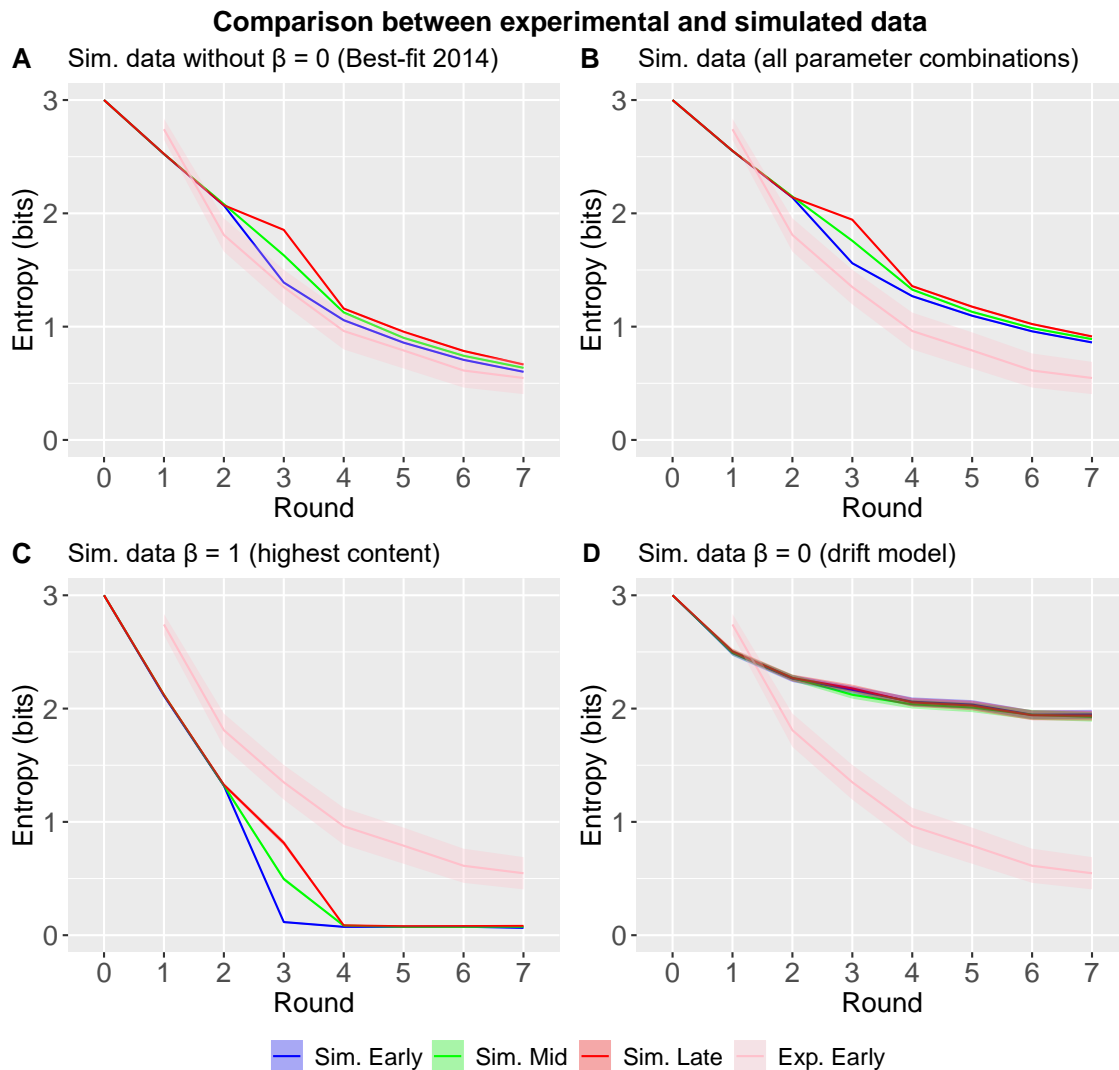 Comparison between experimental and simulated data
A Sim. data without β = 0 (Best-fit 2014)
Entropy (bits)
3
2
1
0
0 1 2 3 4 5 6 7
Round
B Sim. data (all parameter combinations)
Entropy (bits)
3
2
1
0
0 1 2 3 4 5 6 7
Round
C Sim. data β = 1 (highest content)
Entropy (bits)
3
2
1
0
0 1 2 3 4 5 6 7
Round
D Sim. data β = 0 (drift model)
Entropy (bits)
3
2
1
0
0 1 2 3 4 5 6 7
Round
Sim. Early Sim. Mid Sim. Late Exp. Early